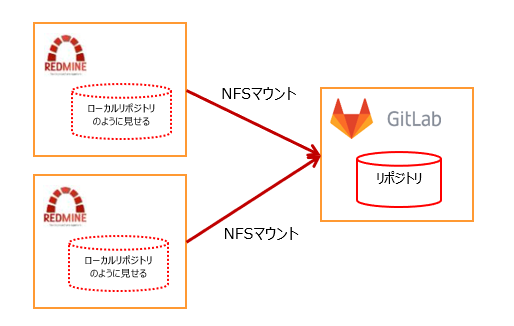 REDMINE
ローカルリポジトリ
のように見せる
NFSマウント
GitLab
リポジトリ
REDMINE
ローカルリポジトリ
のように見せる
NFSマウント